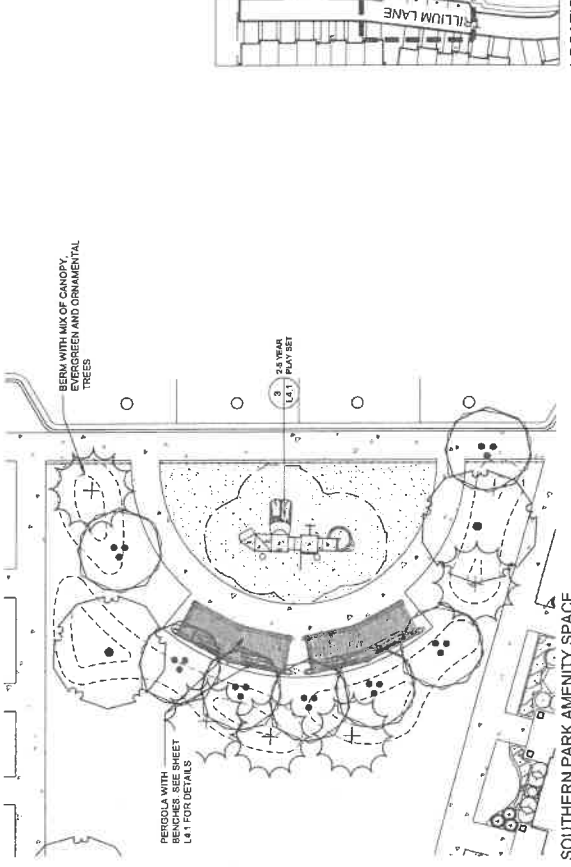 RILLIUM LANE
BERM WITH MIX OF CANOPY,
EVERGREEN AND ORNAMENTAL
TREES
3
L4.1
2-5 YEAR
PLAY SET
PERGOLA WITH
BENCHES. SEE SHEET
L4.1 FOR DETAILS
SOUTHERN PARK AMENITY SPACE